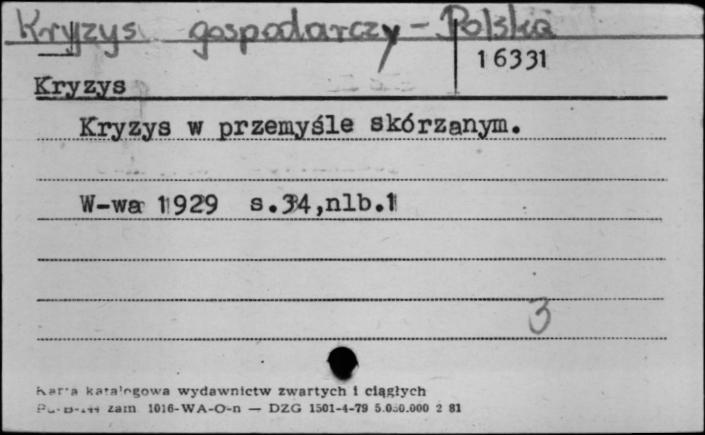 Kryzys gospodarczy - Polska
16331
Kryzys
Kryzys w przemyśle skórzanym.
W-wa 1929 s.34,nlb.1
3
Karta katalogowa wydawnictw zwartych i ciągłych
zam. 1016-WA-O-n — DZG 1501-4-79 5.000.000 2 81